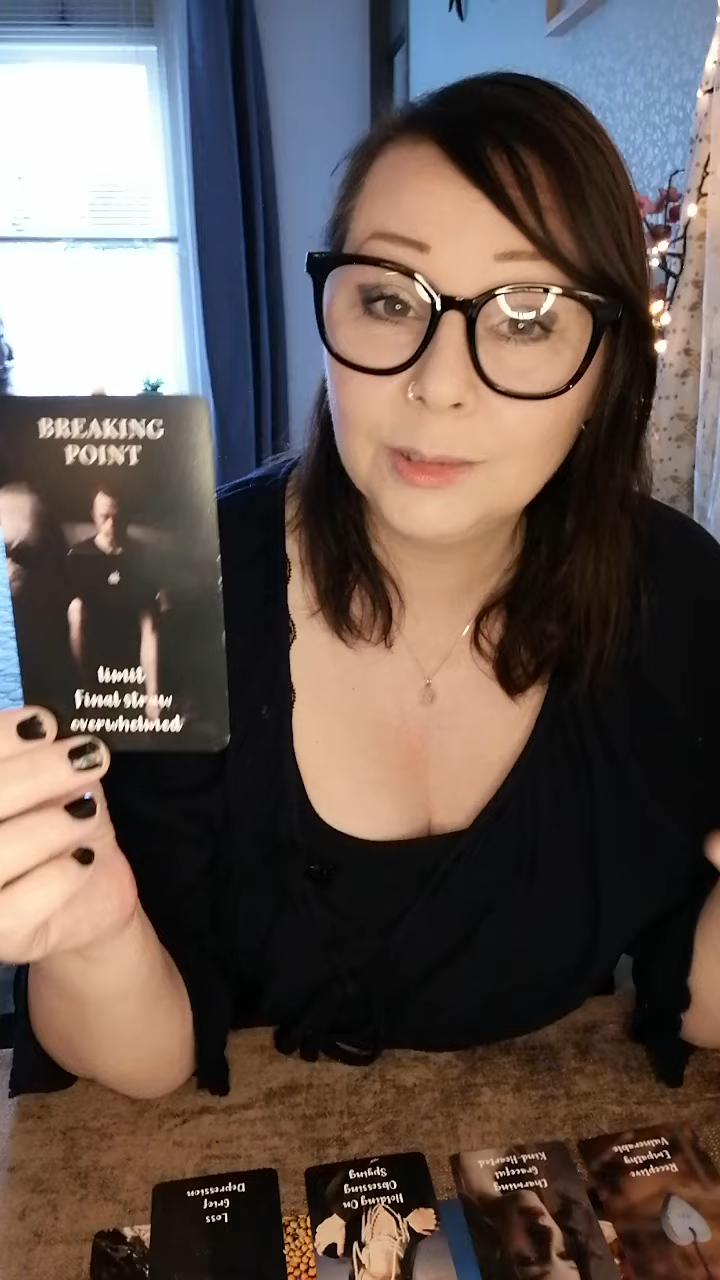 BREAKING
POINT
limit
Final straw
overwhelmed
Loss
Grief
Depression
Holding On
Obsessing
Spying
Charming
Graceful
Kind-Hearted
Receptive
Empathy
Vulnerable